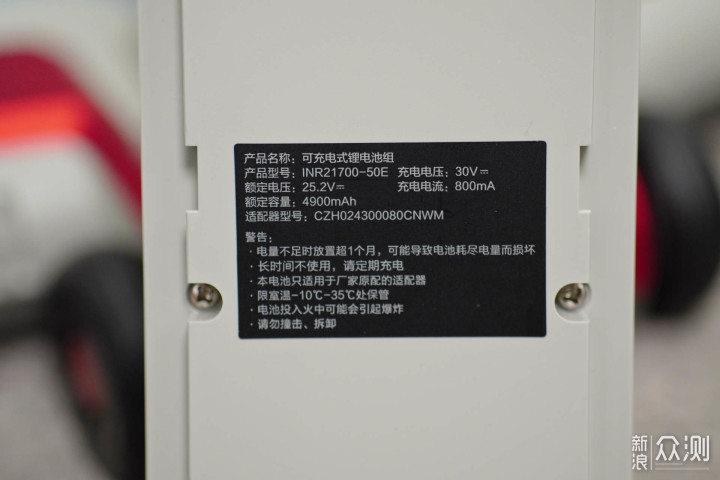 产品名称：可充电式锂电池组
产品型号：INR21700-50E 充电电压：30V⎓
额定电压：25.2V⎓ 充电电流：800mA
额定容量：4900mAh
适配器型号：CZH024300080CNWM
警告：
· 电量不足时放置超1个月，可能导致电池耗尽电量而损坏
· 长时间不使用，请定期充电
· 本电池只适用于厂家原配的适配器
· 限室温-10℃-35℃处保管
· 电池投入火中可能会引起爆炸
· 请勿撞击、拆卸
新浪 众测